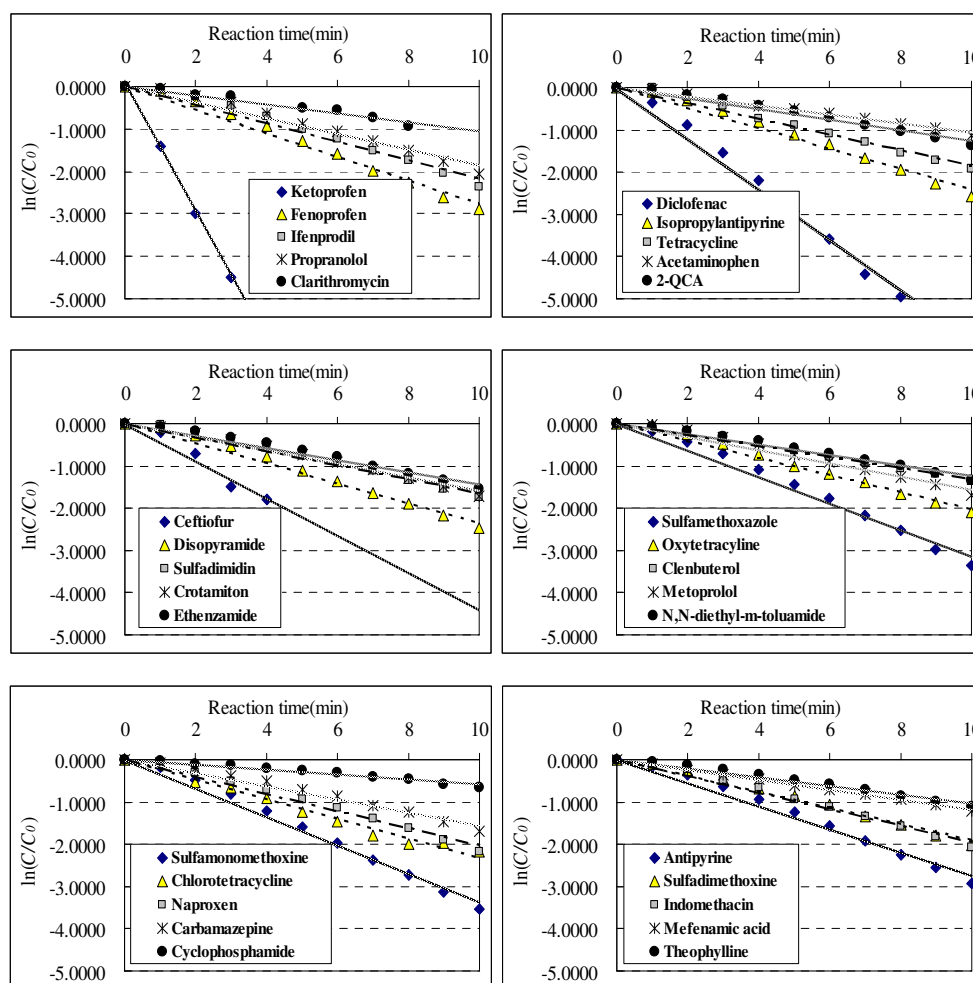 Reaction time(min)
0 2 4 6 8 10
0.0000
-1.0000
-2.0000
-3.0000
-4.0000
-5.0000
ln(C/C0)
Ketoprofen
Fenoprofen
Ifenprodil
Propranolol
Clarithromycin
Reaction time(min)
0 2 4 6 8 10
0.0000
-1.0000
-2.0000
-3.0000
-4.0000
-5.0000
ln(C/C0)
Diclofenac
Isopropylantipyrine
Tetracycline
Acetaminophen
2-QCA
Reaction time(min)
0 2 4 6 8 10
0.0000
-1.0000
-2.0000
-3.0000
-4.0000
-5.0000
ln(C/C0)
Ceftiofur
Disopyramide
Sulfadimidin
Crotamiton
Ethenzamide
Reaction time(min)
0 2 4 6 8 10
0.0000
-1.0000
-2.0000
-3.0000
-4.0000
-5.0000
ln(C/C0)
Sulfamethoxazole
Oxytetracyline
Clenbuterol
Metoprolol
N,N-diethyl-m-toluamide
Reaction time(min)
0 2 4 6 8 10
0.0000
-1.0000
-2.0000
-3.0000
-4.0000
-5.0000
ln(C/C0)
Sulfamonomethoxine
Chlorotetracycline
Naproxen
Carbamazepine
Cyclophosphamide
Reaction time(min)
0 2 4 6 8 10
0.0000
-1.0000
-2.0000
-3.0000
-4.0000
-5.0000
ln(C/C0)
Antipyrine
Sulfadimethoxine
Indomethacin
Mefenamic acid
Theophylline